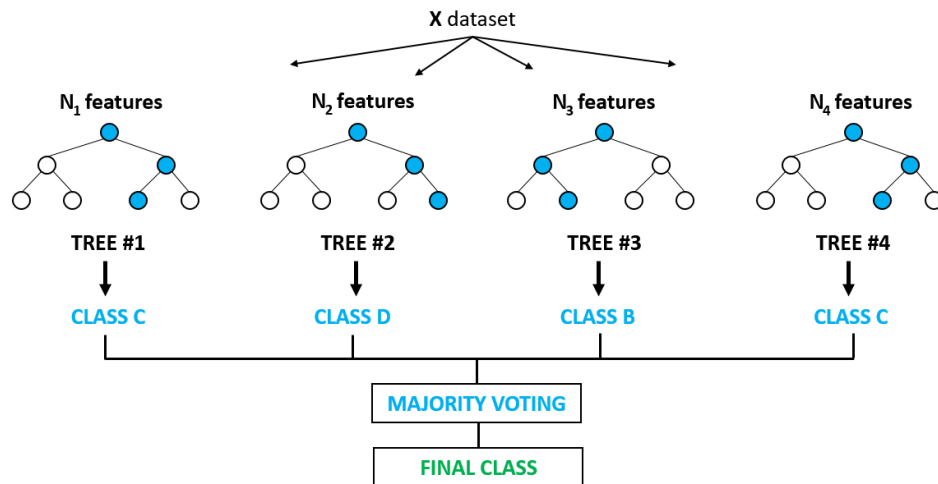 X dataset
N₁ features
N₂ features
N₃ features
N₄ features
TREE #1
TREE #2
TREE #3
TREE #4
CLASS C
CLASS D
CLASS B
CLASS C
MAJORITY VOTING
FINAL CLASS